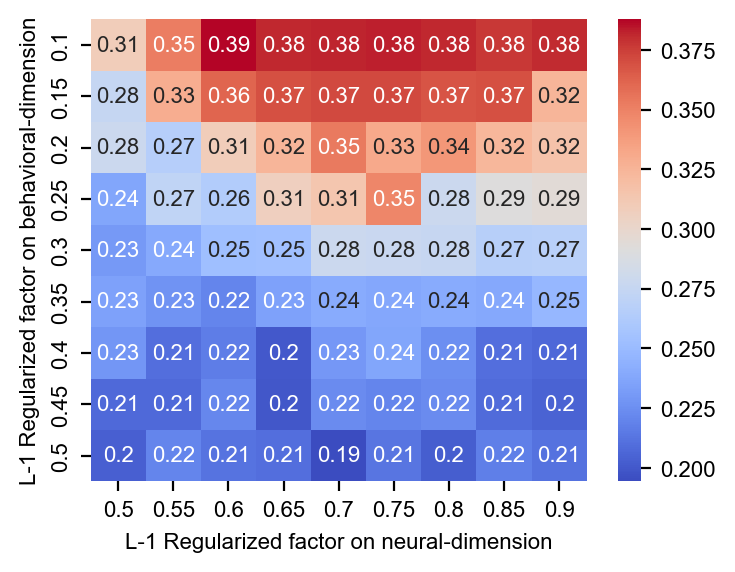 L-1 Regularized factor on behavioral-dimension
0.1 0.31 0.35 0.39 0.38 0.38 0.38 0.38 0.38 0.38
0.15 0.28 0.33 0.36 0.37 0.37 0.37 0.37 0.37 0.32
0.2 0.28 0.27 0.31 0.32 0.35 0.33 0.34 0.32 0.32
0.25 0.24 0.27 0.26 0.31 0.31 0.35 0.28 0.29 0.29
0.3 0.23 0.24 0.25 0.25 0.28 0.28 0.28 0.27 0.27
0.35 0.23 0.23 0.22 0.23 0.24 0.24 0.24 0.24 0.25
0.4 0.23 0.21 0.22 0.2 0.23 0.24 0.22 0.21 0.21
0.45 0.21 0.21 0.22 0.2 0.22 0.22 0.22 0.21 0.2
0.5 0.2 0.22 0.21 0.21 0.19 0.21 0.2 0.22 0.21
0.5 0.55 0.6 0.65 0.7 0.75 0.8 0.85 0.9
L-1 Regularized factor on neural-dimension
0.375
0.350
0.325
0.300
0.275
0.250
0.225
0.200